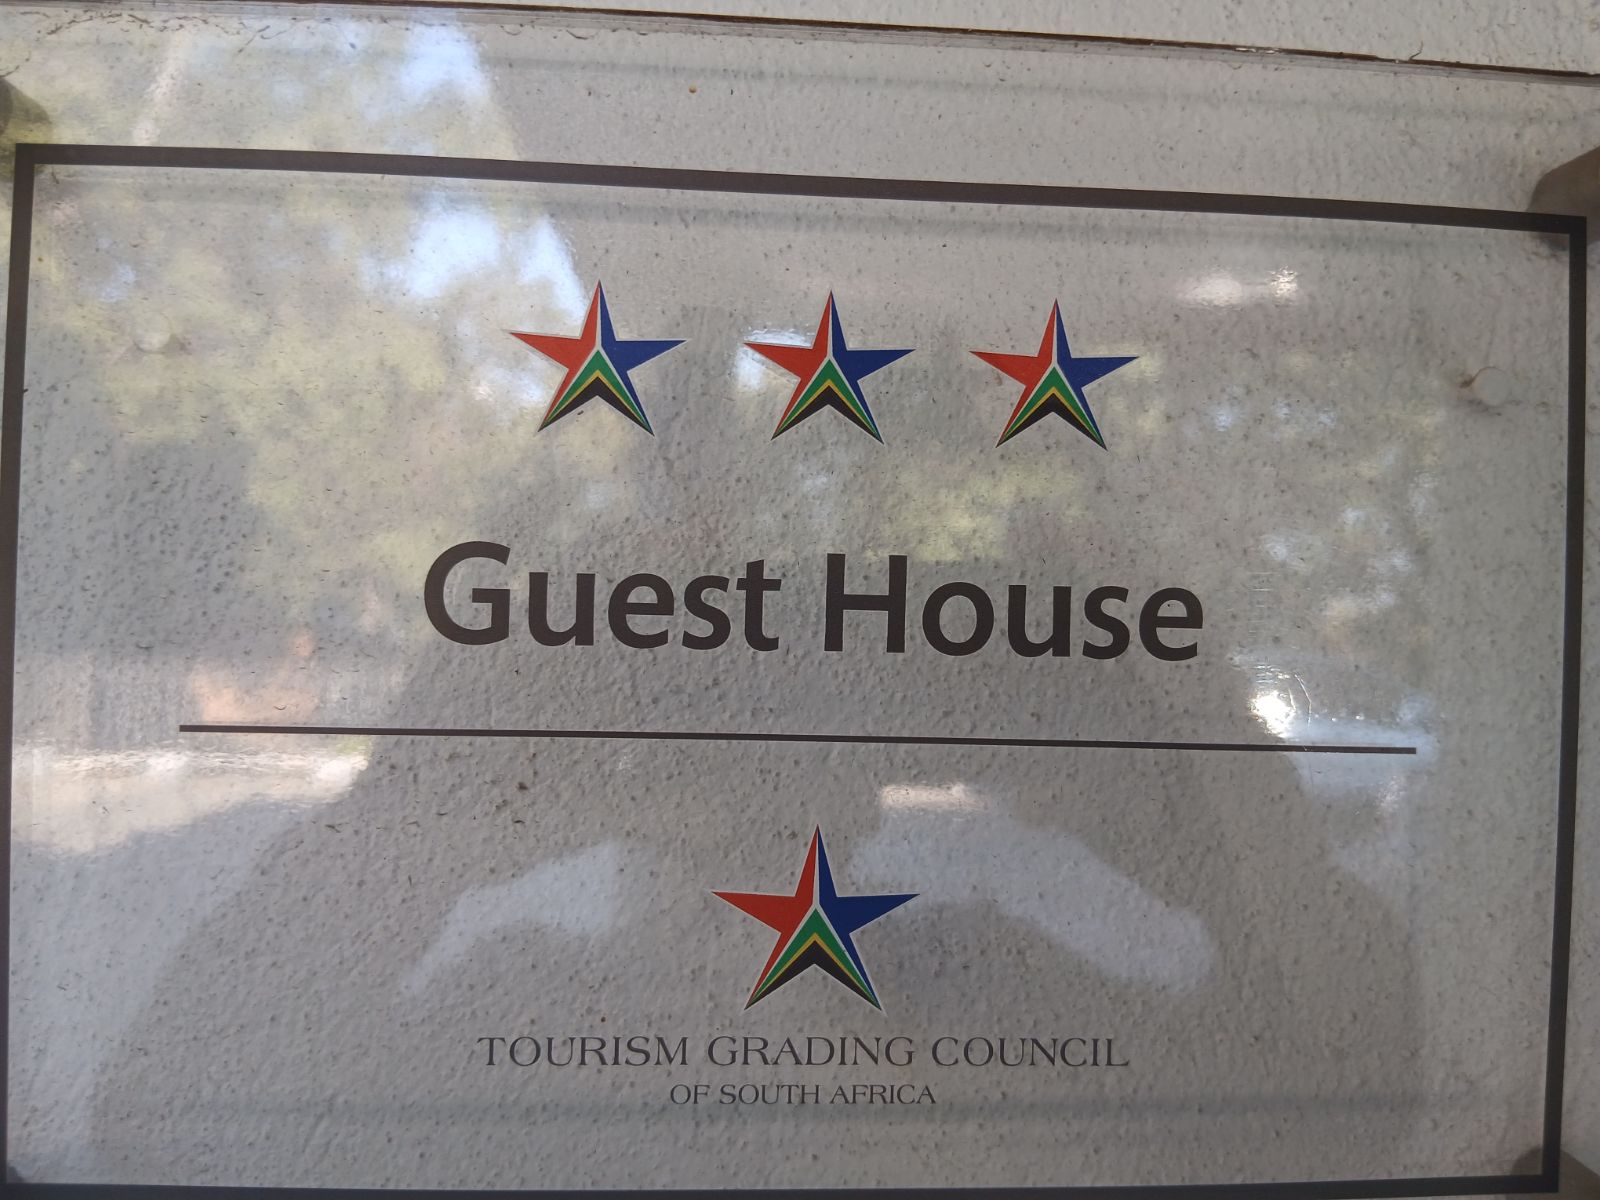 Guest House
TOURISM GRADING COUNCIL
OF SOUTH AFRICA